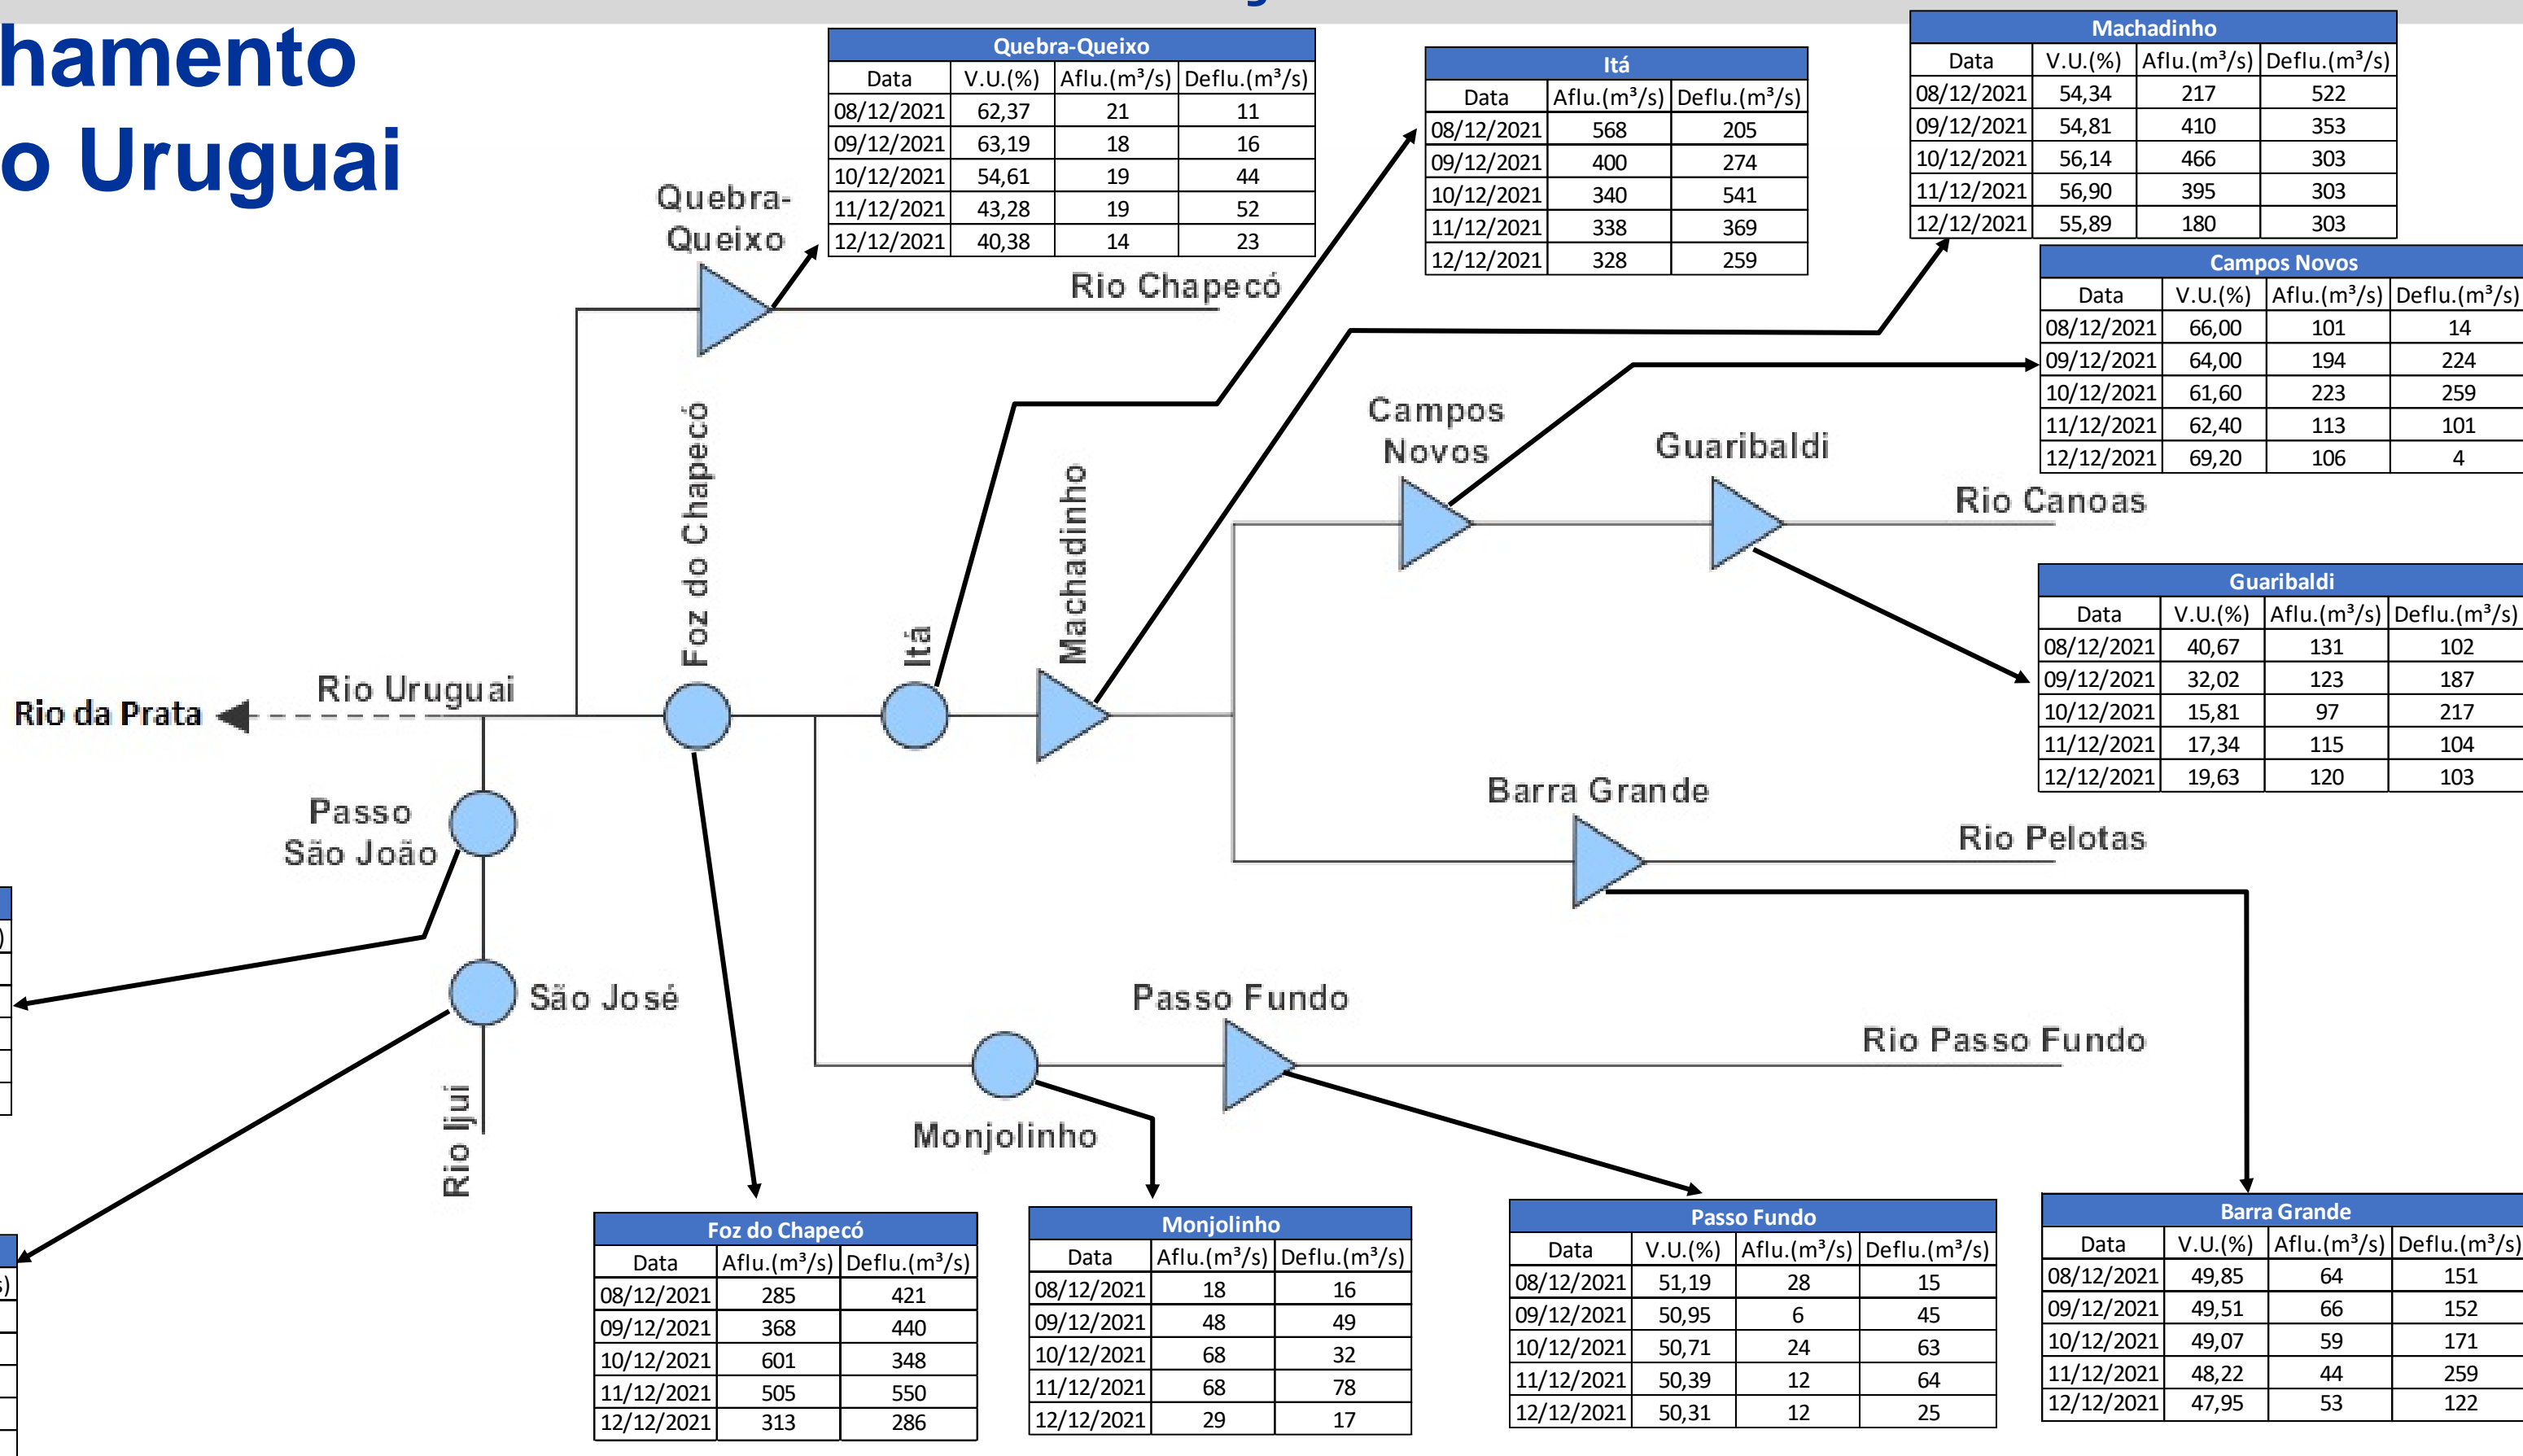 hamento
o Uruguai
Quebra-Queixo
Data V.U.(%) Aflu.(m³/s) Deflu.(m³/s)
08/12/2021 62,37 21 11
09/12/2021 63,19 18 16
10/12/2021 54,61 19 44
11/12/2021 43,28 19 52
12/12/2021 40,38 14 23
Itá
Data Aflu.(m³/s) Deflu.(m³/s)
08/12/2021 568 205
09/12/2021 400 274
10/12/2021 340 541
11/12/2021 338 369
12/12/2021 328 259
Machadinho
Data V.U.(%) Aflu.(m³/s) Deflu.(m³/s)
08/12/2021 54,34 217 522
09/12/2021 54,81 410 353
10/12/2021 56,14 466 303
11/12/2021 56,90 395 303
12/12/2021 55,89 180 303
Campos Novos
Data V.U.(%) Aflu.(m³/s) Deflu.(m³/s)
08/12/2021 66,00 101 14
09/12/2021 64,00 194 224
10/12/2021 61,60 223 259
11/12/2021 62,40 113 101
12/12/2021 69,20 106 4
Quebra-
Queixo
Rio Chapecó
Foz do Chapecó
Itá
Machadinho
Campos
Novos
Guaribaldi
Rio Canoas
Guaribaldi
Data V.U.(%) Aflu.(m³/s) Deflu.(m³/s)
08/12/2021 40,67 131 102
09/12/2021 32,02 123 187
10/12/2021 15,81 97 217
11/12/2021 17,34 115 104
12/12/2021 19,63 120 103
Rio Uruguai
Rio da Prata
Passo
São João
Barra Grande
Rio Pelotas
São José
Rio Ijui
Passo Fundo
Rio Passo Fundo
Monjolinho
Foz do Chapecó
Data Aflu.(m³/s) Deflu.(m³/s)
08/12/2021 285 421
09/12/2021 368 440
10/12/2021 601 348
11/12/2021 505 550
12/12/2021 313 286
Monjolinho
Data Aflu.(m³/s) Deflu.(m³/s)
08/12/2021 18 16
09/12/2021 48 49
10/12/2021 68 32
11/12/2021 68 78
12/12/2021 29 17
Passo Fundo
Data V.U.(%) Aflu.(m³/s) Deflu.(m³/s)
08/12/2021 51,19 28 15
09/12/2021 50,95 6 45
10/12/2021 50,71 24 63
11/12/2021 50,39 12 64
12/12/2021 50,31 12 25
Barra Grande
Data V.U.(%) Aflu.(m³/s) Deflu.(m³/s)
08/12/2021 49,85 64 151
09/12/2021 49,51 66 152
10/12/2021 49,07 59 171
11/12/2021 48,22 44 259
12/12/2021 47,95 53 122